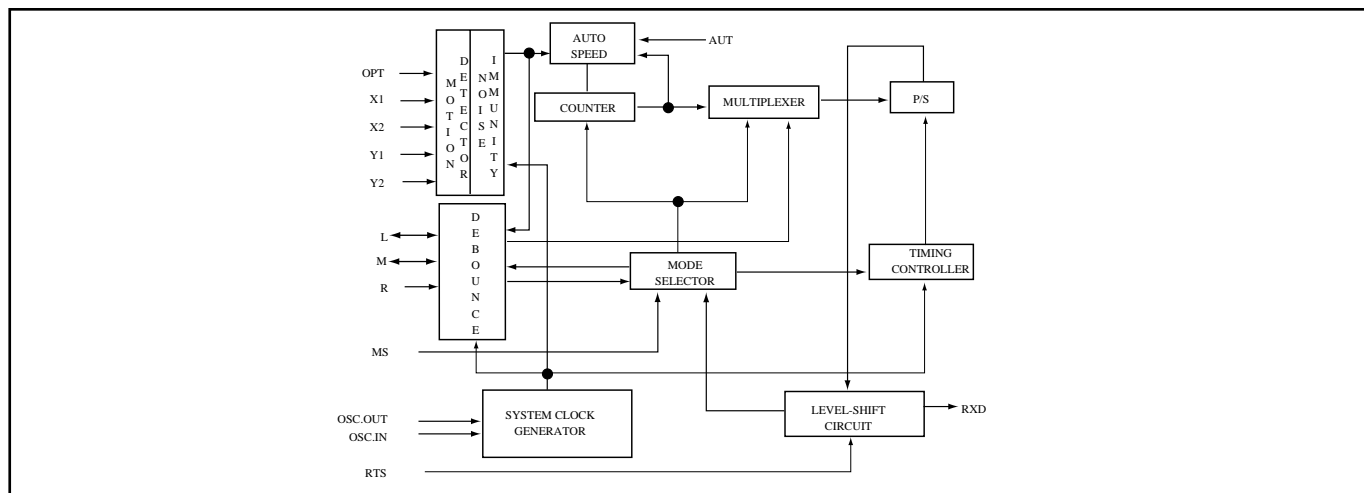 AUTO
SPEED
AUT
OPT
X1
X2
Y1
Y2
MOTION
DETECTOR
NOISE
IMMUNITY
COUNTER
MULTIPLEXER
P/S
L
M
R
DEBOUNCE
MODE
SELECTOR
TIMING
CONTROLLER
MS
OSC.OUT
OSC.IN
SYSTEM CLOCK
GENERATOR
LEVEL-SHIFT
CIRCUIT
RXD
RTS